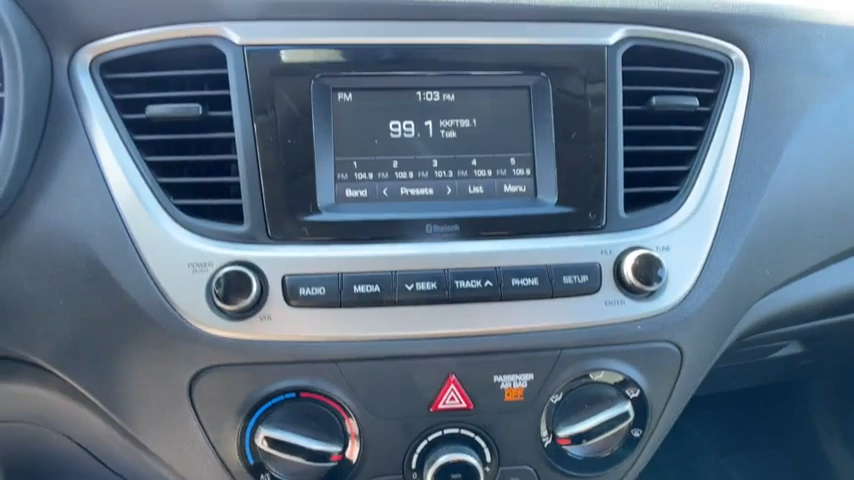 FM 1:03 PM
99.1 KKFT99.1
Talk
1 2 3 4 5
FM 104.9 FM 102.9 FM 101.3 FM 100.9 FM
Band < Presets > List Menu
Bluetooth
POWER
PUSH
VOL
RADIO MEDIA SEEK TRACK PHONE SETUP
FILE TUNE
ENTER
PASSENGER
AIR BAG
OFF
A/C
0